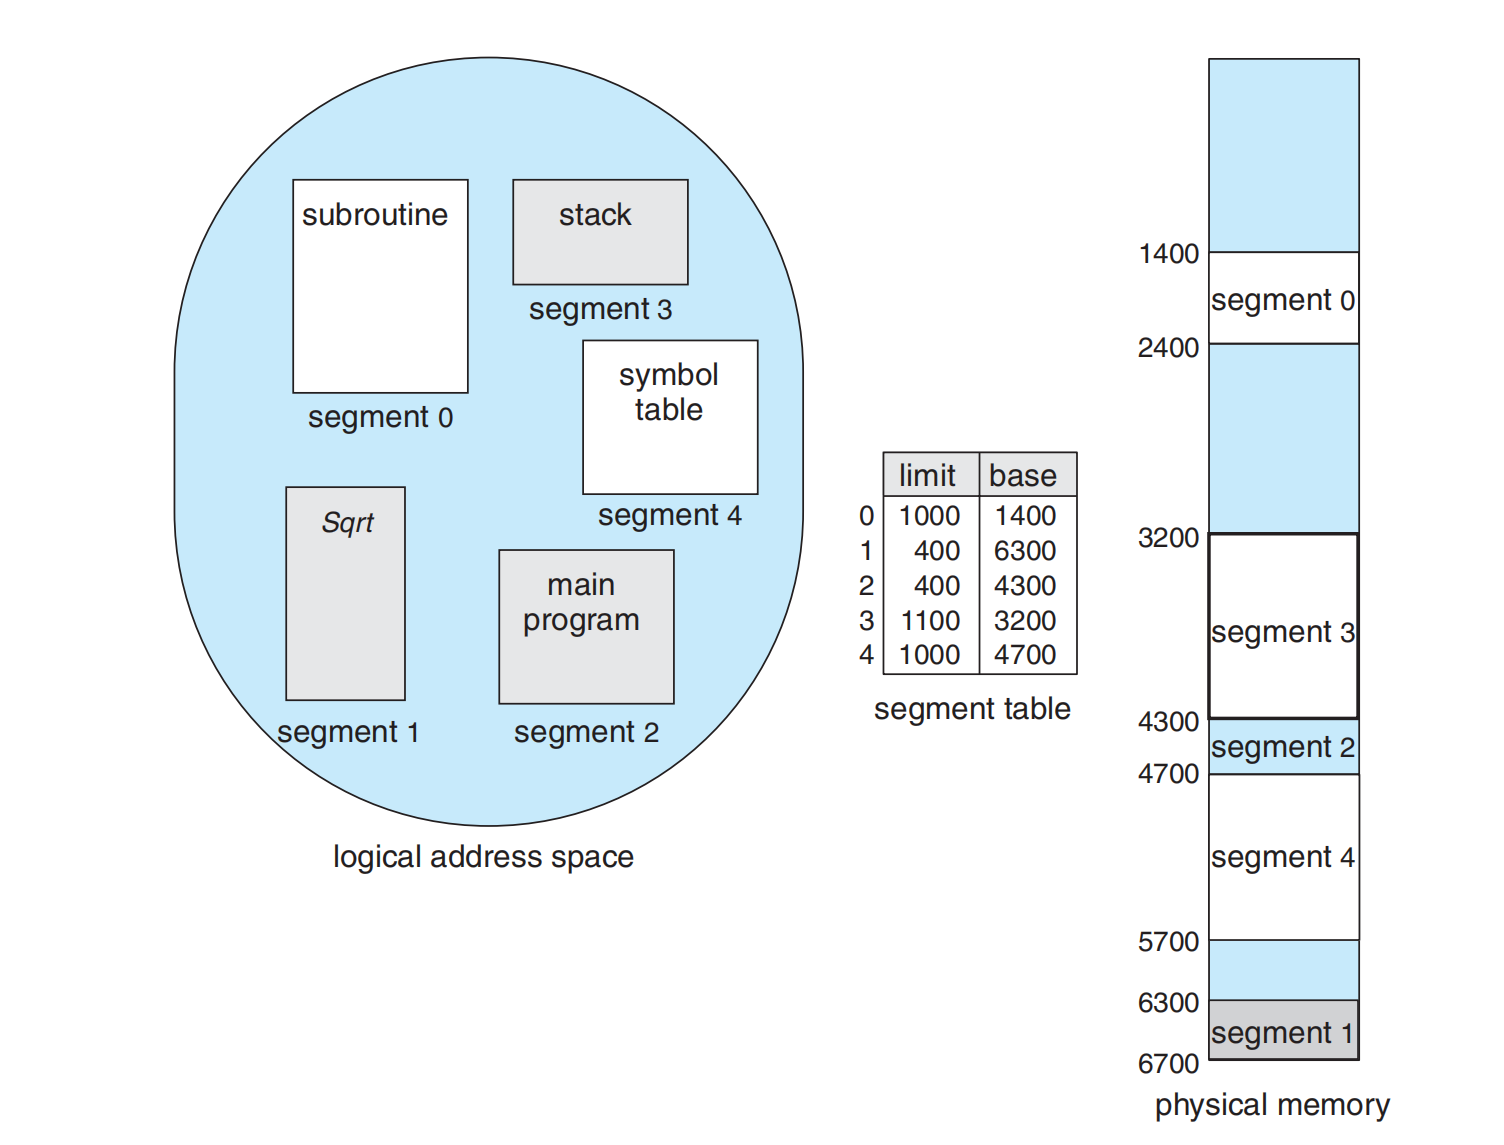 subroutine
segment 0
stack
segment 3
symbol
table
segment 4
Sqrt
segment 1
main
program
segment 2
logical address space
limit base
0 1000 1400
1 400 6300
2 400 4300
3 1100 3200
4 1000 4700
segment table
1400
segment 0
2400
3200
segment 3
4300
segment 2
4700
segment 4
5700
6300
segment 1
6700
physical memory